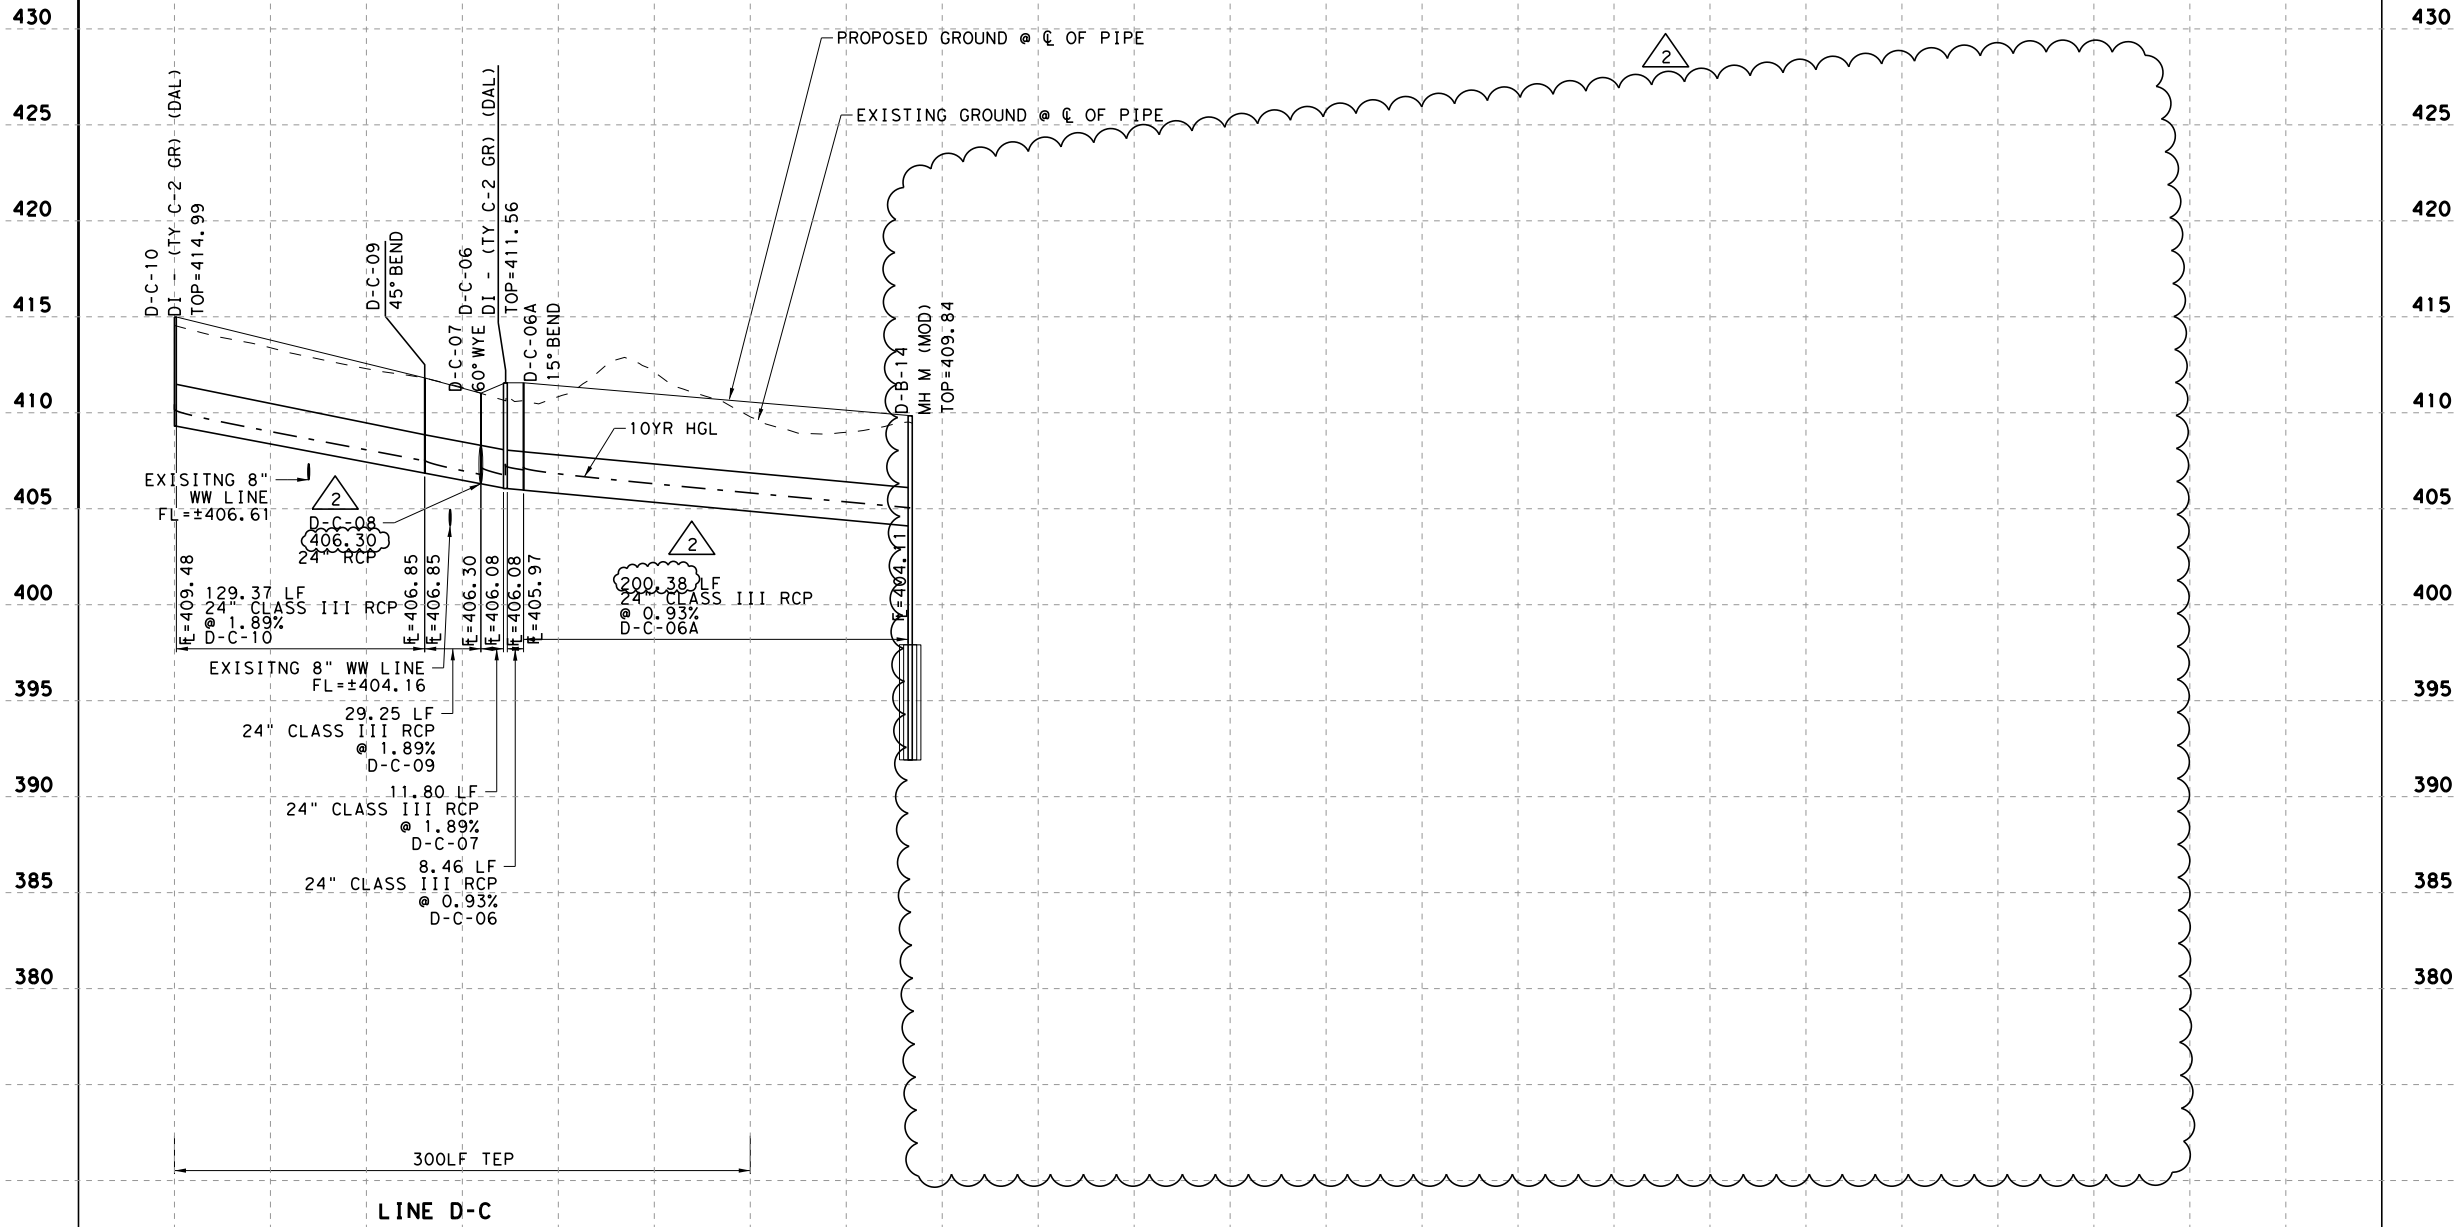 430
425
420
415
410
405
400
395
390
385
380
430
425
420
415
410
405
400
395
390
385
380
PROPOSED GROUND @ ℄ OF PIPE
EXISTING GROUND @ ℄ OF PIPE
2
D-C-10
DI - (TY C-2 GR) (DAL)
TOP=414.99
D-C-09
45° BEND
D-C-07
60° WYE
D-C-06
DI - (TY C-2 GR) (DAL)
TOP=411.56
D-C-06A
15° BEND
D-B-14
MH M (MOD)
TOP=409.84
10YR HGL
EXISITNG 8"
WW LINE
FL=±406.61
2
D-C-08
406.30
24" RCP
2
FL=409.48
129.37 LF
24" CLASS III RCP
@ 1.89%
D-C-10
FL=406.85
FL=406.85
FL=406.30
FL=406.08
FL=406.08
FL=405.97
200.38 LF
24" CLASS III RCP
@ 0.93%
D-C-06A
FL=404.11
EXISITNG 8" WW LINE
FL=±404.16
29.25 LF
24" CLASS III RCP
@ 1.89%
D-C-09
11.80 LF
24" CLASS III RCP
@ 1.89%
D-C-07
8.46 LF
24" CLASS III RCP
@ 0.93%
D-C-06
300LF TEP
LINE D-C